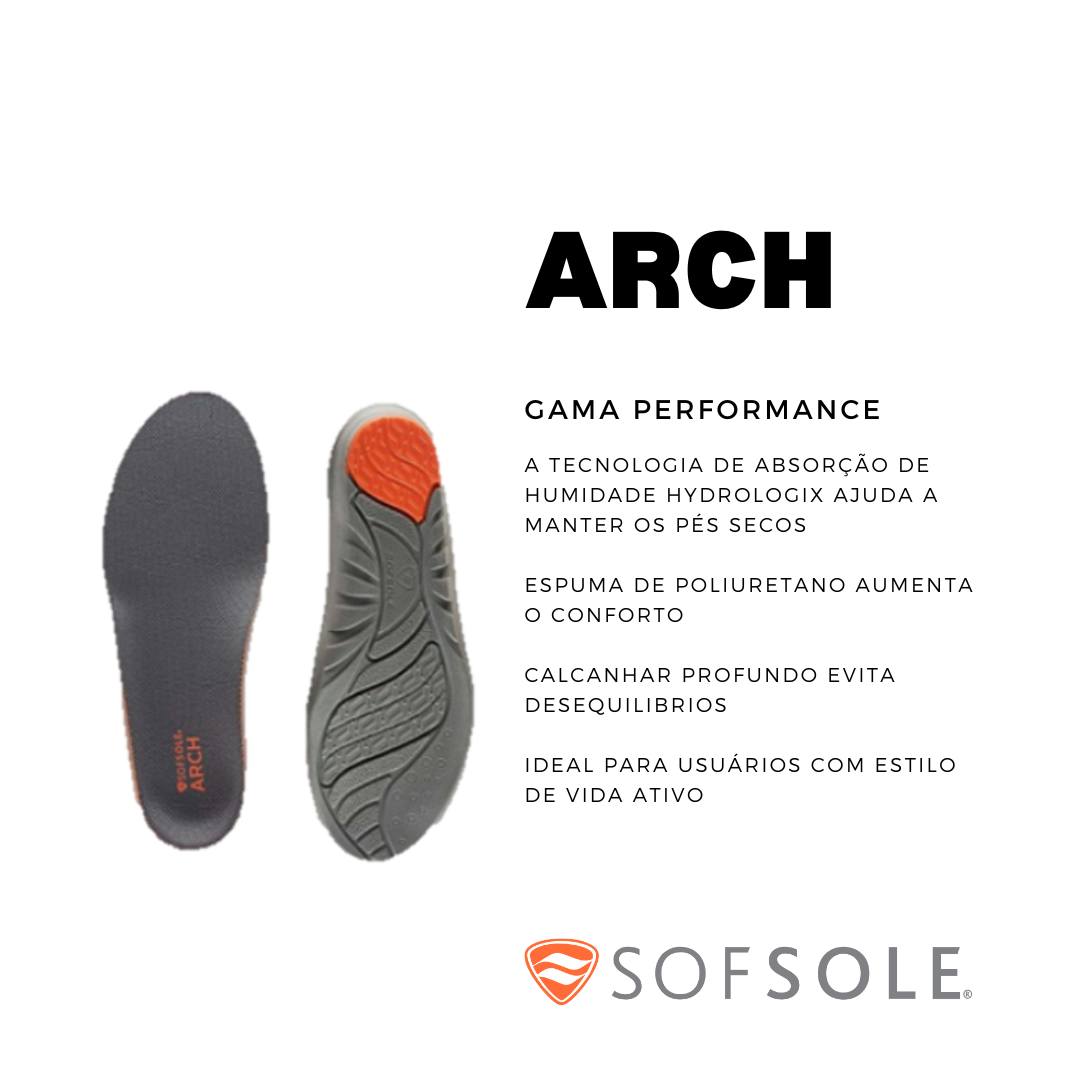 ARCH
GAMA PERFORMANCE
A TECNOLOGIA DE ABSORÇÃO DE
HUMIDADE HYDROLOGIX AJUDA A
MANTER OS PÉS SECOS
ESPUMA DE POLIURETANO AUMENTA
O CONFORTO
CALCANHAR PROFUNDO EVITA
DESEQUILIBRIOS
IDEAL PARA USUÁRIOS COM ESTILO
DE VIDA ATIVO
SOFSOLE®
SOFSOLE.
ARCH